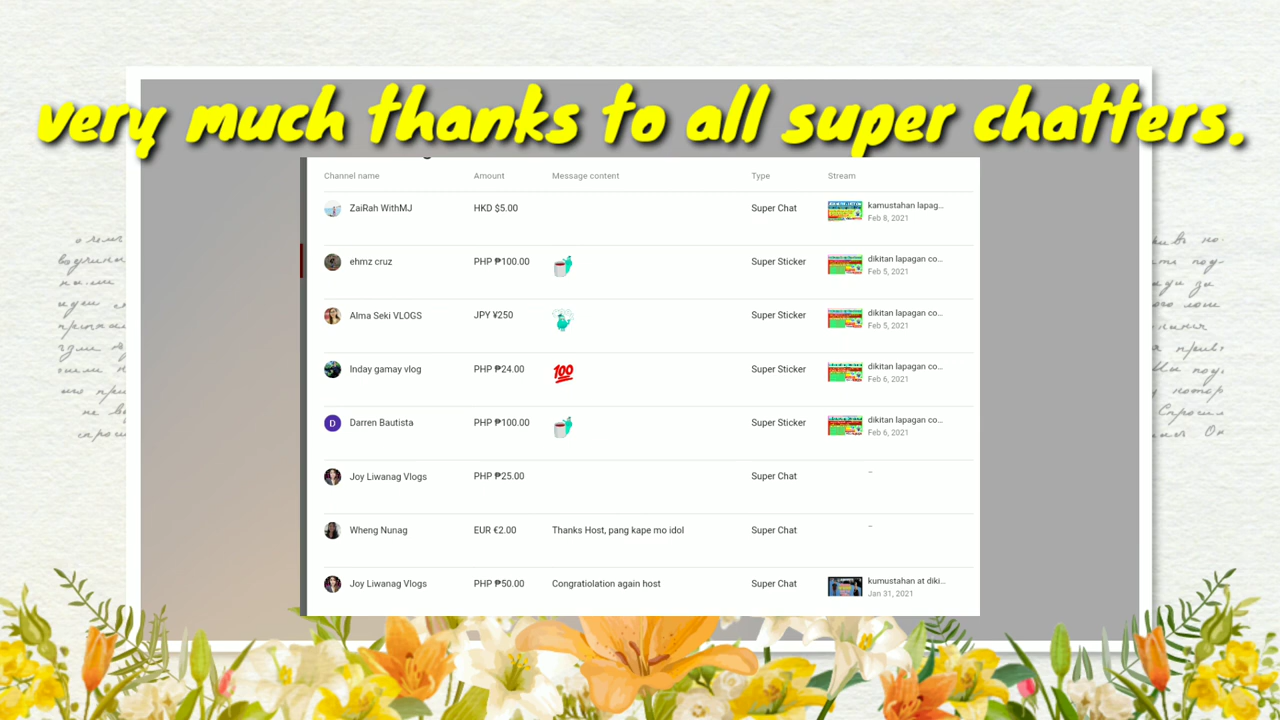 very much thanks to all super chatters.
Channel name Amount Message content Type Stream
ZaiRah WithMJ HKD $5.00 Super Chat kamustahan lapag...
Feb 8, 2021
ehmz cruz PHP ₱100.00 Super Sticker dikitan lapagan co...
Feb 5, 2021
Alma Seki VLOGS JPY ¥250 Super Sticker dikitan lapagan co...
Feb 5, 2021
Inday gamay vlog PHP ₱24.00 100 Super Sticker dikitan lapagan co...
Feb 6, 2021
D Darren Bautista PHP ₱100.00 Super Sticker dikitan lapagan co...
Feb 6, 2021
Joy Liwanag Vlogs PHP ₱25.00 Super Chat –
Wheng Nunag EUR €2.00 Thanks Host, pang kape mo idol Super Chat –
Joy Liwanag Vlogs PHP ₱50.00 Congratiolation again host Super Chat kumustahan at diki...
Jan 31, 2021